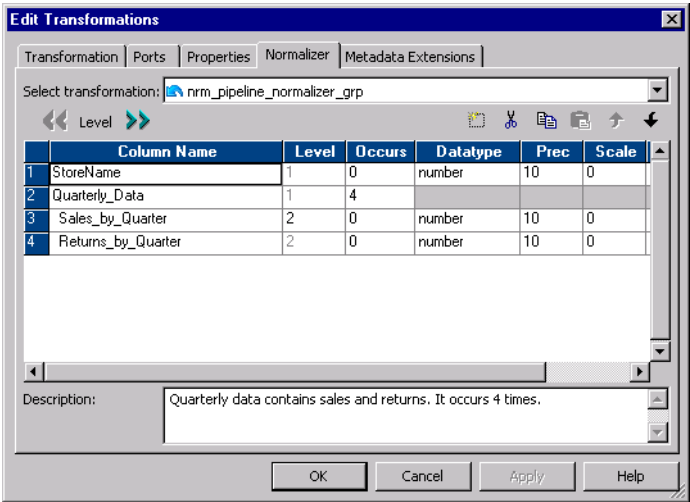 Edit Transformations
Transformation Ports Properties Normalizer Metadata Extensions
Select transformation: nrm_pipeline_normalizer_grp
Level
Column Name Level Occurs Datatype Prec Scale
1 StoreName 1 0 number 10 0
2 Quarterly_Data 1 4
3 Sales_by_Quarter 2 0 number 10 0
4 Returns_by_Quarter 2 0 number 10 0
Description: Quarterly data contains sales and returns. It occurs 4 times.
OK Cancel Apply Help